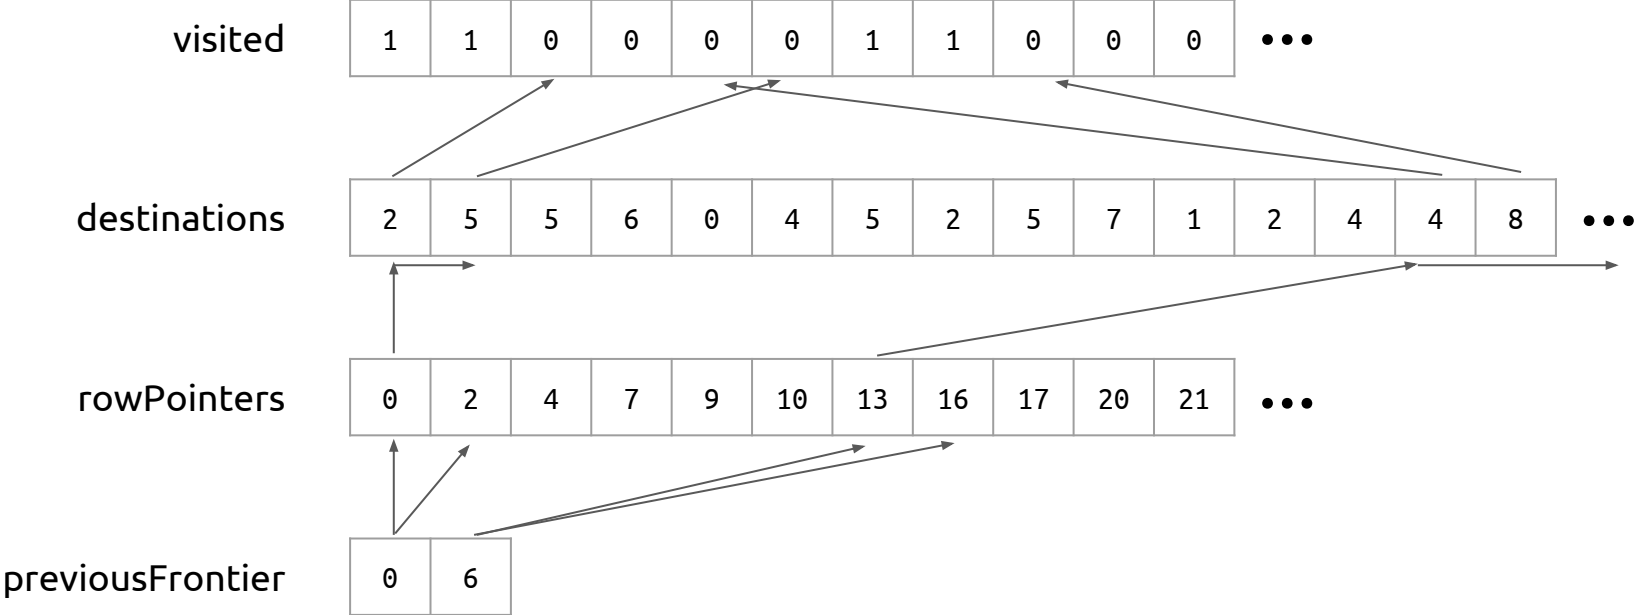 visited 1 1 0 0 0 0 1 1 0 0 0 •••
destinations 2 5 5 6 0 4 5 2 5 7 1 2 4 4 8 •••
rowPointers 0 2 4 7 9 10 13 16 17 20 21 •••
previousFrontier 0 6